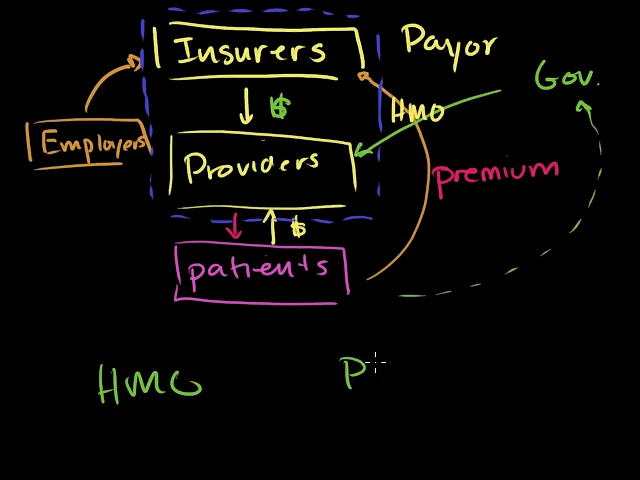 Insurers
Payor
Gov.
$
HMO
Employers
Providers
premium
$
patients
HMO
P